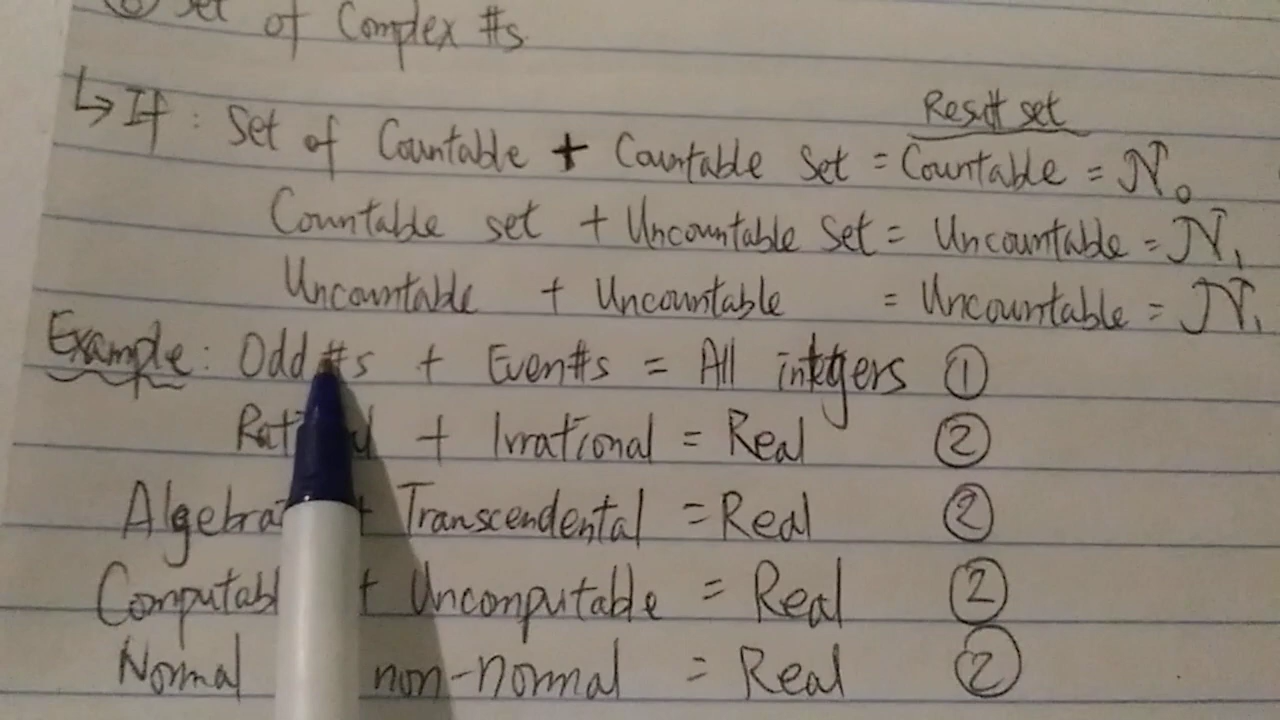 Set of Complex #s
↳ If : Set of Countable + Countable Set = Countable = ℵ₀
Result set
Countable set + Uncountable Set = Uncountable = ℵ₁
Uncountable + Uncountable = Uncountable = ℵ₁
Example: Odd #s + Even #s = All integers ①
+ Irrational = Real ②
+ Transcendental = Real ②
+ Uncomputable = Real ②
Normal non-normal = Real ②